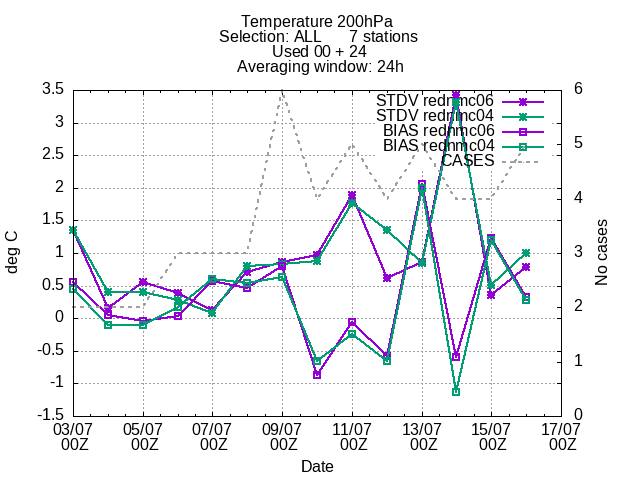 Temperature 200hPa
Selection: ALL 7 stations
Used 00 + 24
Averaging window: 24h
3.5
3
2.5
2
1.5
1
0.5
0
-0.5
-1
-1.5
6
5
4
3
2
1
0
deg C
No cases
STDV rednmc06
STDV rednmc04
BIAS rednmc06
BIAS rednmc04
CASES
03/07 05/07 07/07 09/07 11/07 13/07 15/07 17/07
00Z 00Z 00Z 00Z 00Z 00Z 00Z 00Z
Date